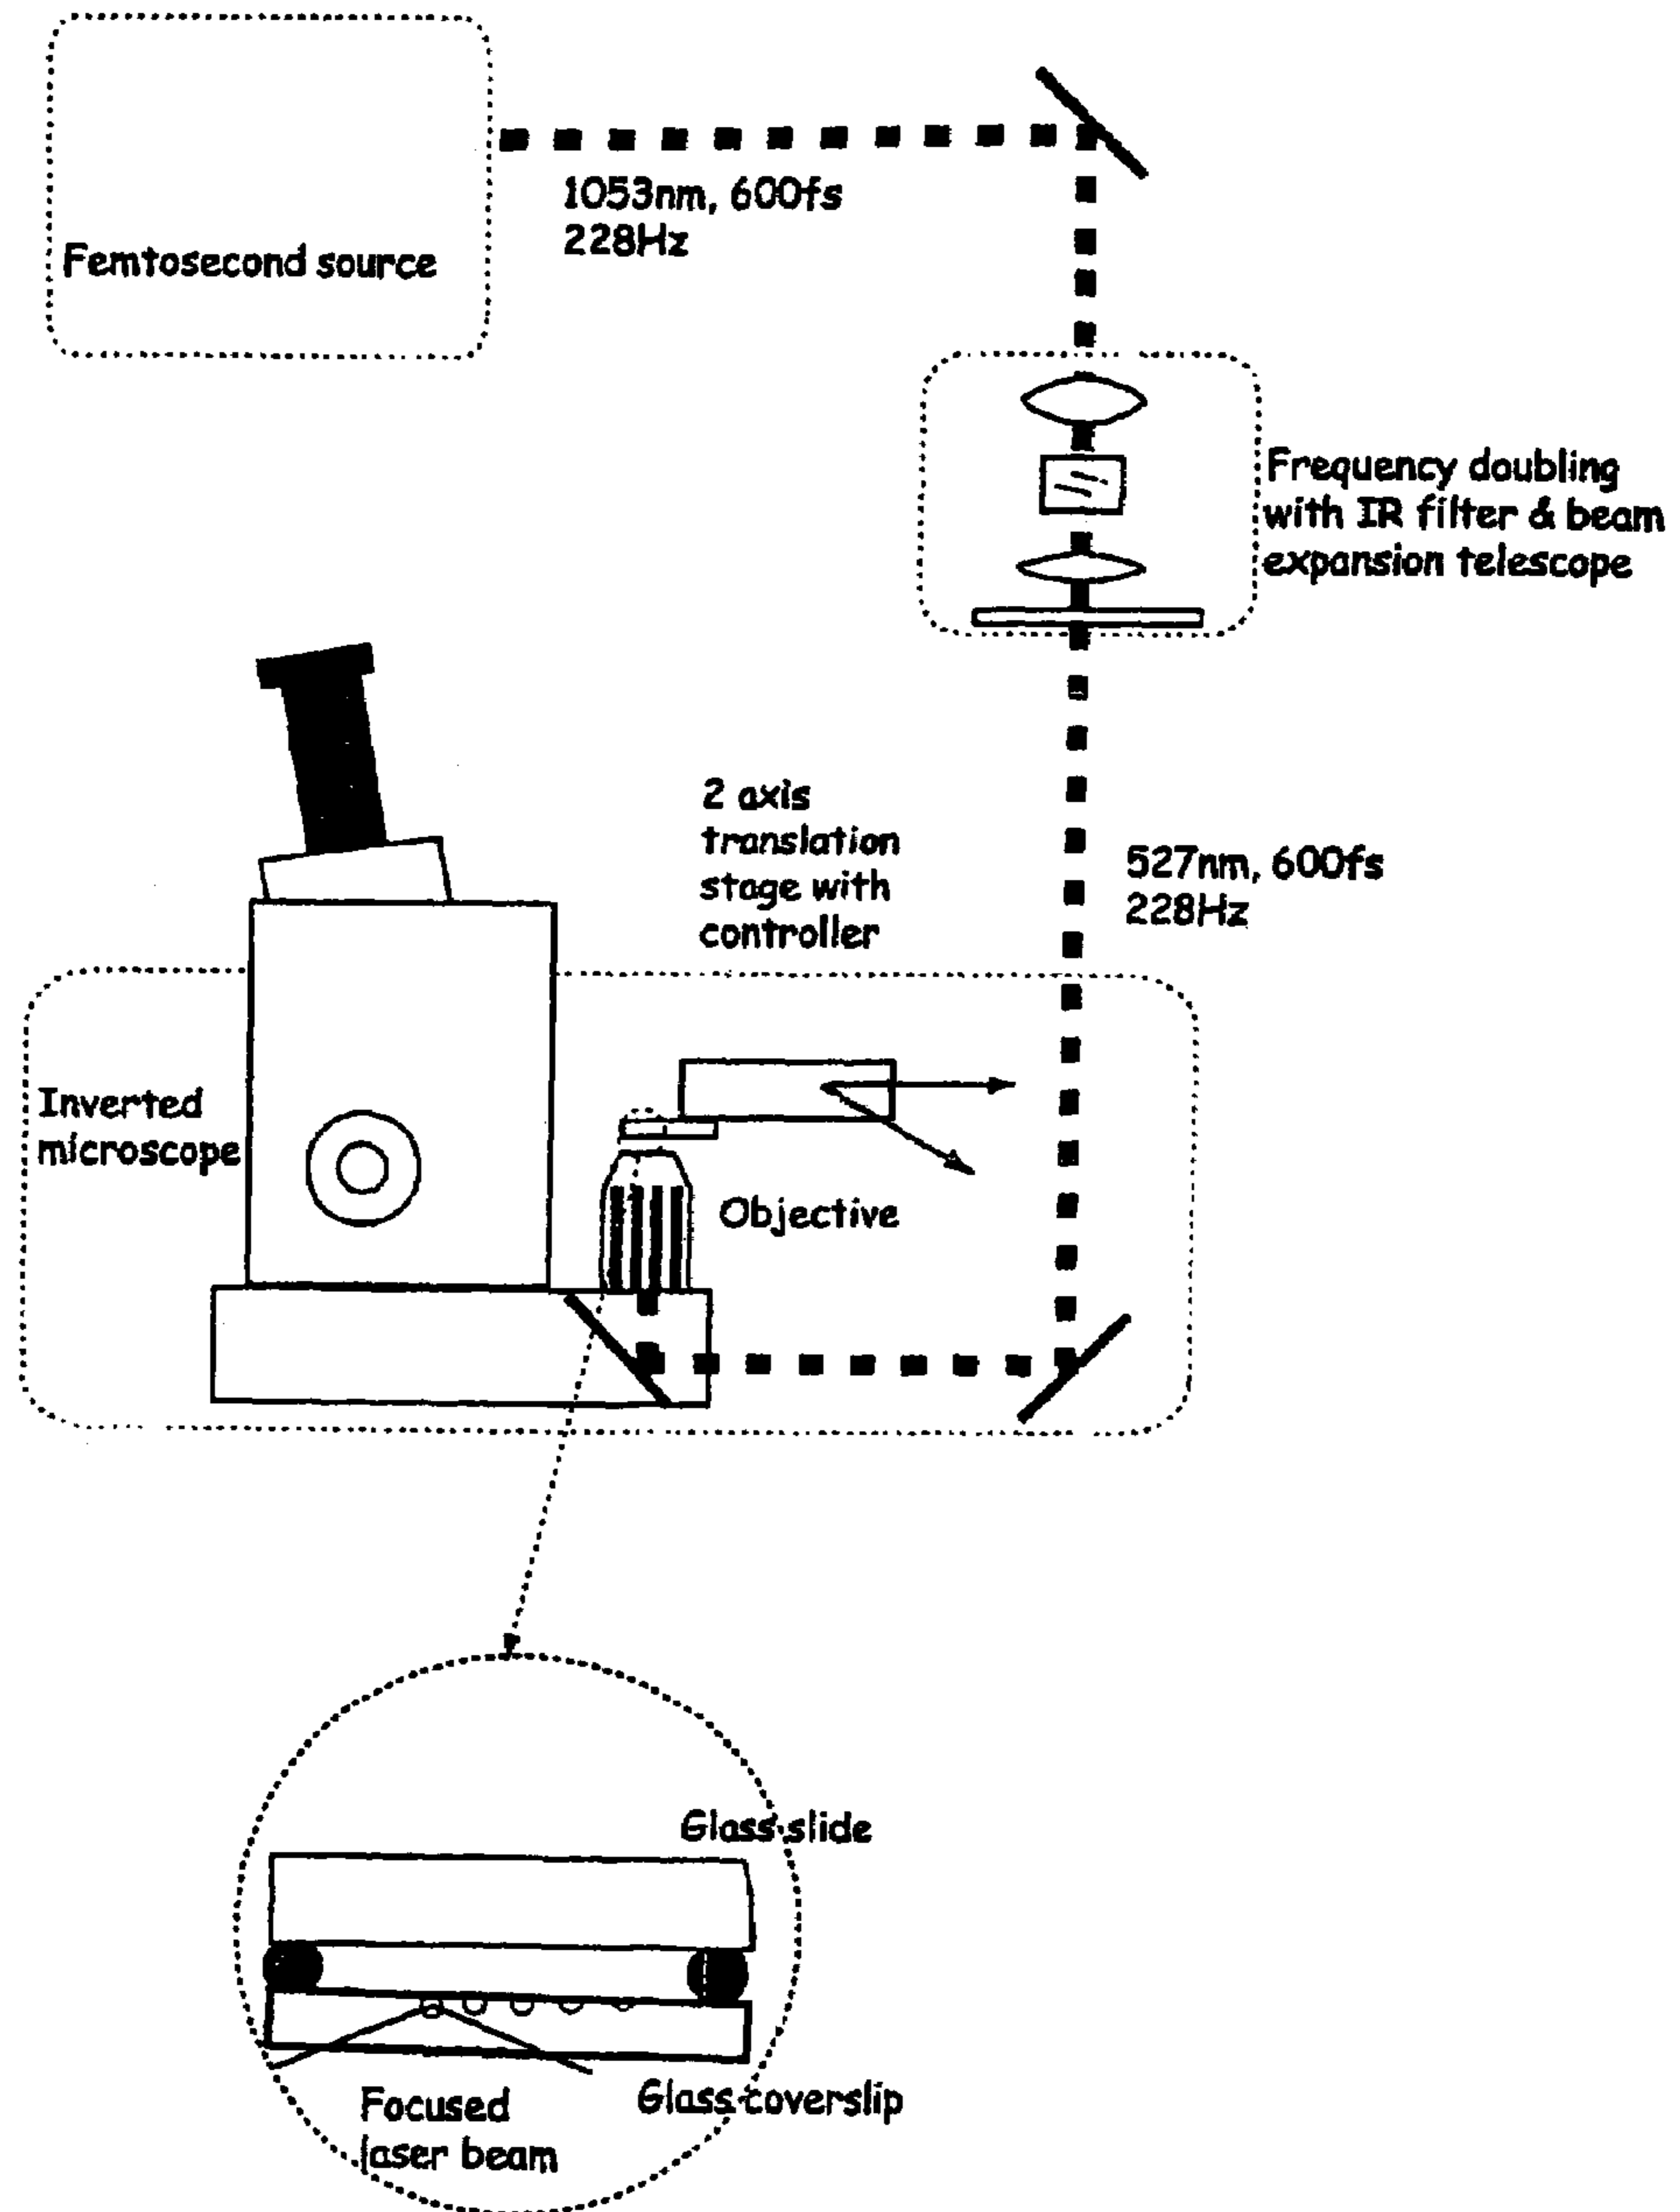 Femtosecond source
1053nm, 600fs
228Hz
Frequency doubling
with IR filter & beam
expansion telescope
2 axis
translation
stage with
controller
527nm, 600fs
228Hz
Inverted
microscope
Objective
Glass slide
Focused
laser beam
Glass coverslip